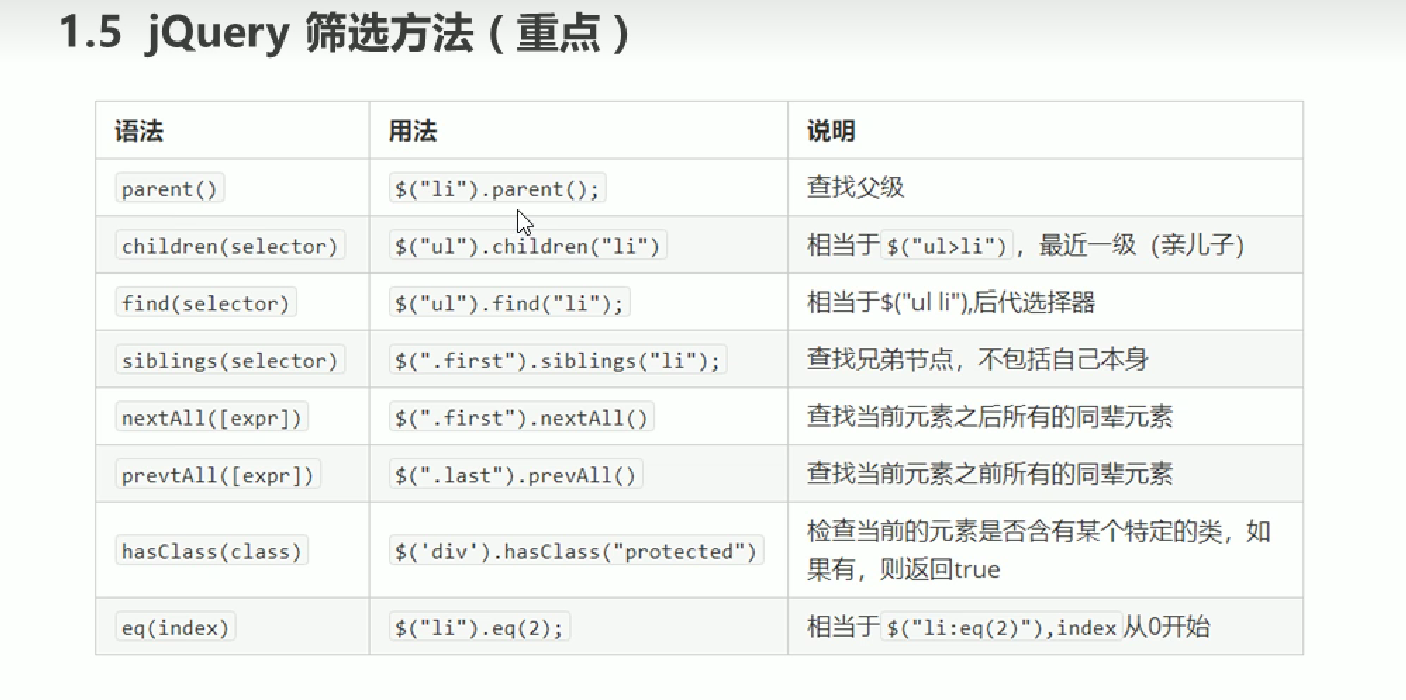 1.5 jQuery 筛选方法（重点）
语法 用法 说明
parent() $("li").parent(); 查找父级
children(selector) $("ul").children("li") 相当于$("ul>li")，最近一级（亲儿子）
find(selector) $("ul").find("li"); 相当于$("ul li"),后代选择器
siblings(selector) $(".first").siblings("li"); 查找兄弟节点，不包括自己本身
nextAll([expr]) $(".first").nextAll() 查找当前元素之后所有的同辈元素
prevtAll([expr]) $(".last").prevAll() 查找当前元素之前所有的同辈元素
hasClass(class) $('div').hasClass("protected") 检查当前的元素是否含有某个特定的类，如
果有，则返回true
eq(index) $("li").eq(2); 相当于$("li:eq(2)"),index从0开始